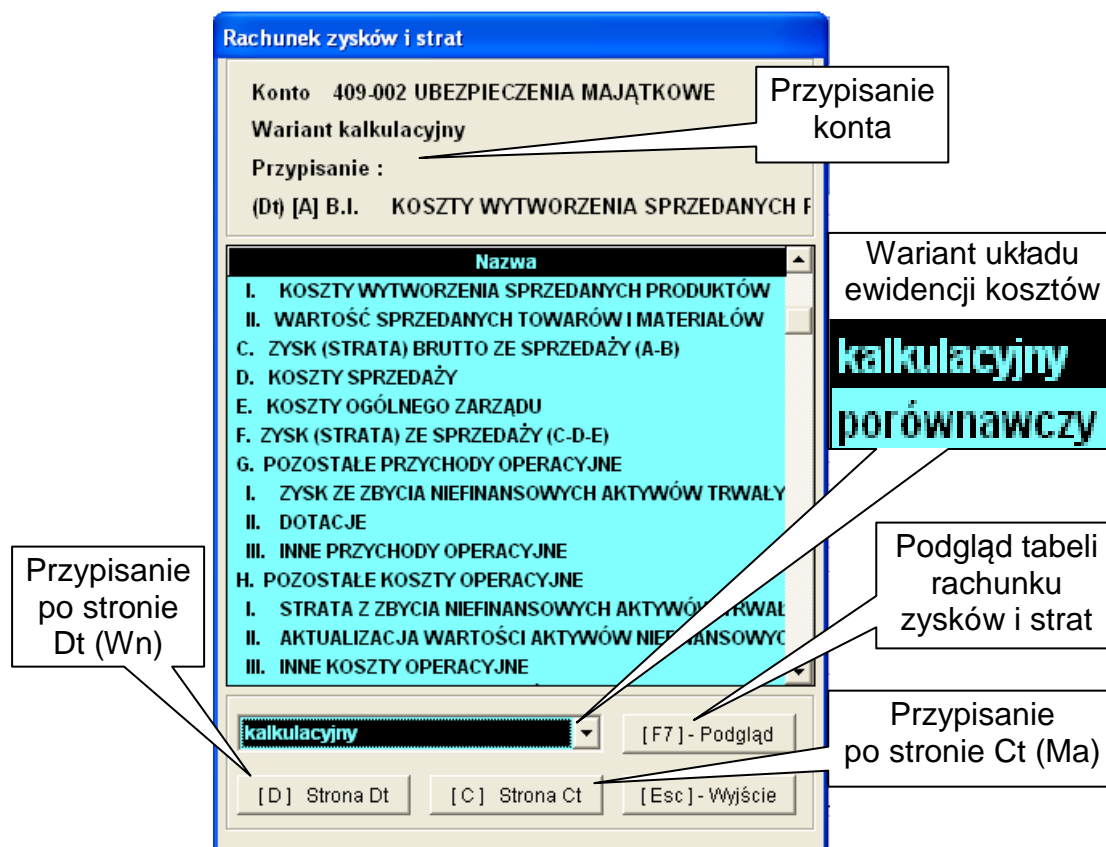 Rachunek zysków i strat
Konto 409-002 UBEZPIECZENIA MAJĄTKOWE
Wariant kalkulacyjny
Przypisanie :
(Dt) [A] B.I. KOSZTY WYTWORZENIA SPRZEDANYCH
Przypisanie
konta
Nazwa
I. KOSZTY WYTWORZENIA SPRZEDANYCH PRODUKTÓW
II. WARTOŚĆ SPRZEDANYCH TOWARÓW I MATERIAŁÓW
C. ZYSK (STRATA) BRUTTO ZE SPRZEDAŻY (A-B)
D. KOSZTY SPRZEDAŻY
E. KOSZTY OGÓLNEGO ZARZĄDU
F. ZYSK (STRATA) ZE SPRZEDAŻY (C-D-E)
G. POZOSTAŁE PRZYCHODY OPERACYJNE
I. ZYSK ZE ZBYCIA NIEFINANSOWYCH AKTYWÓW TRWAŁY
II. DOTACJE
III. INNE PRZYCHODY OPERACYJNE
H. POZOSTAŁE KOSZTY OPERACYJNE
I. STRATA Z ZBYCIA NIEFINANSOWYCH AKTYWÓW TRWAŁ
II. AKTUALIZACJA WARTOŚCI AKTYWÓW NIEFINANSOWYC
III. INNE KOSZTY OPERACYJNE
Wariant układu
ewidencji kosztów
kalkulacyjny
porównawczy
Przypisanie
po stronie
Dt (Wn)
Podgląd tabeli
rachunku
zysków i strat
Przypisanie
po stronie Ct (Ma)
kalkulacyjny
[ F7 ] - Podgląd
[ D ] Strona Dt
[ C ] Strona Ct
[ Esc ] - Wyjście